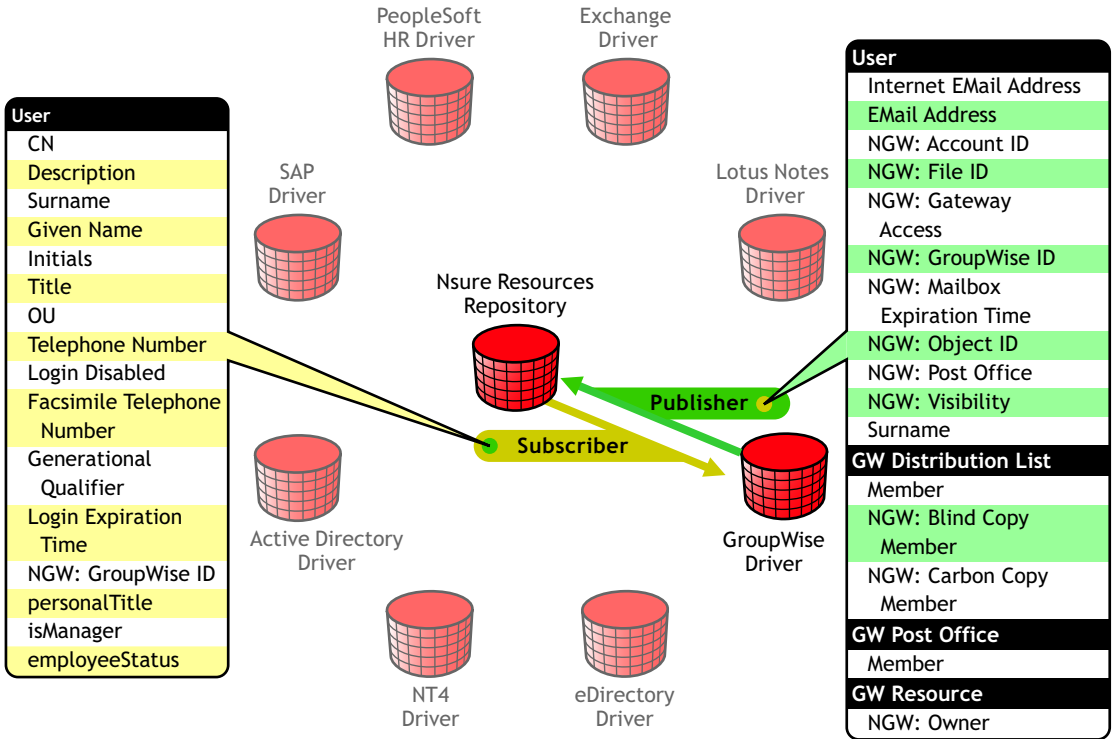 PeopleSoft
HR Driver
Exchange
Driver
User
CN
Description
Surname
Given Name
Initials
Title
OU
Telephone Number
Login Disabled
Facsimile Telephone
Number
Generational
Qualifier
Login Expiration
Time
NGW: GroupWise ID
personalTitle
isManager
employeeStatus
SAP
Driver
Lotus Notes
Driver
Nsure Resources
Repository
Publisher
Subscriber
Active Directory
Driver
GroupWise
Driver
NT4
Driver
eDirectory
Driver
User
Internet EMail Address
EMail Address
NGW: Account ID
NGW: File ID
NGW: Gateway
Access
NGW: GroupWise ID
NGW: Mailbox
Expiration Time
NGW: Object ID
NGW: Post Office
NGW: Visibility
Surname
GW Distribution List
Member
NGW: Blind Copy
Member
NGW: Carbon Copy
Member
GW Post Office
Member
GW Resource
NGW: Owner